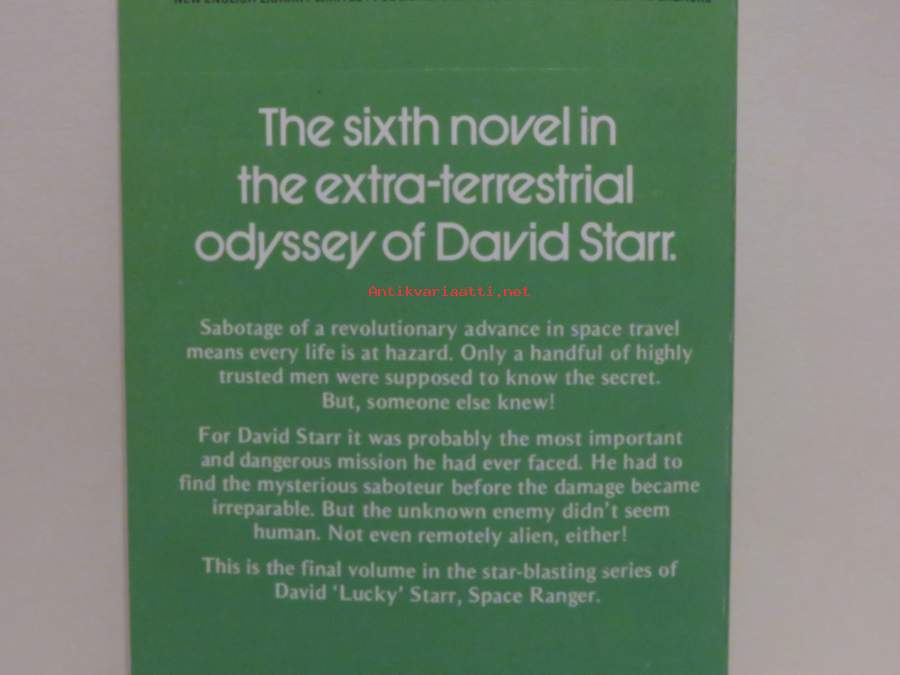 The sixth novel in
the extra-terrestrial
odyssey of David Starr.
Antikvariaatti.net
Sabotage of a revolutionary advance in space travel
means every life is at hazard. Only a handful of highly
trusted men were supposed to know the secret.
But, someone else knew!
For David Starr it was probably the most important
and dangerous mission he had ever faced. He had to
find the mysterious saboteur before the damage became
irreparable. But the unknown enemy didn't seem
human. Not even remotely alien, either!
This is the final volume in the star-blasting series of
David 'Lucky' Starr, Space Ranger.